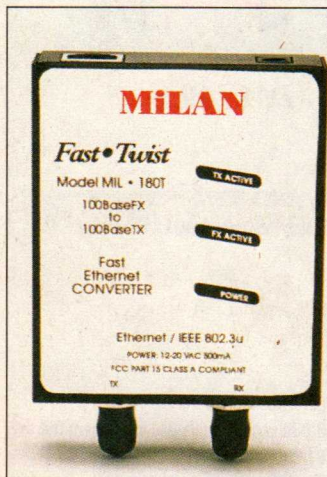 MiLAN
Fast•Twist
Model MIL • 180T
100BaseFX
to
100BaseTX
Fast
Ethernet
CONVERTER
TX ACTIVE
FX ACTIVE
POWER
Ethernet / IEEE 802.3u
POWER: 12-20 VAC 500mA
FCC PART 15 CLASS A COMPLIANT
TX RX